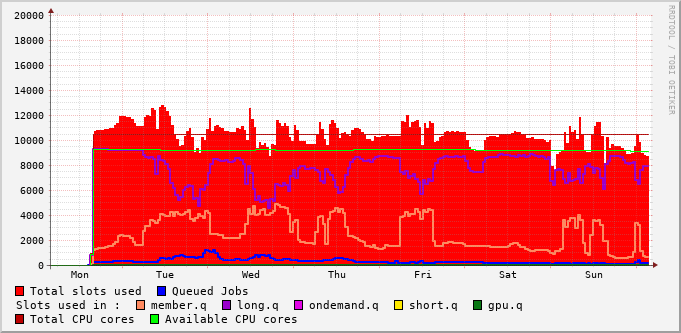 RRDTOOL / TOBI OETIKER
20000
18000
16000
14000
12000
10000
8000
6000
4000
2000
0
Mon Tue Wed Thu Fri Sat Sun
Total slots used Queued Jobs
Slots used in : member.q long.q ondemand.q short.q gpu.q
Total CPU cores Available CPU cores